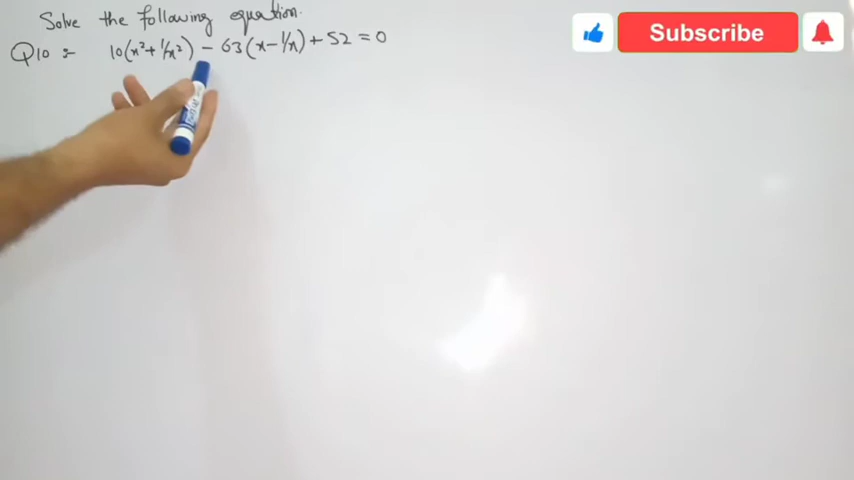 Solve the following equation.
Q10 :- 10(x²+1/x²) - 63(x-1/x)+52=0
Subscribe